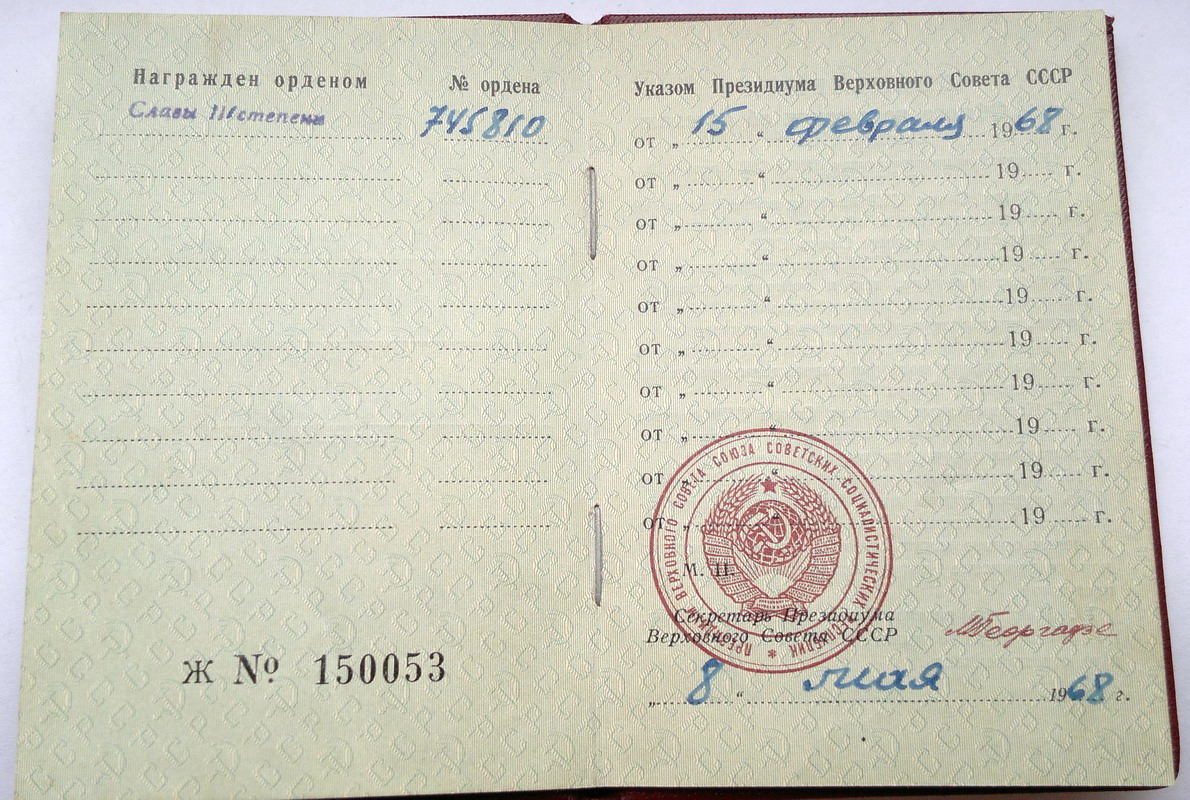 Награжден орденом № ордена
Славы III степени 745810
Ж № 150053
Указом Президиума Верховного Совета СССР
от „ 15 “ февраля 1968 г.
от „ “ 19 г.
от „ “ 19 г.
от „ “ 19 г.
от „ “ 19 г.
от „ “ 19 г.
от „ “ 19 г.
от „ “ 19 г.
от „ “ 19 г.
от „ “ 19 г.
ПРЕЗИДИУМ ВЕРХОВНОГО СОВЕТА СОЮЗА СОВЕТСКИХ СОЦИАЛИСТИЧЕСКИХ РЕСПУБЛИК *
М. П.
Секретарь Президиума
Верховного Совета СССР МГеоргадзе
„ 8 “ мая 1968 г.